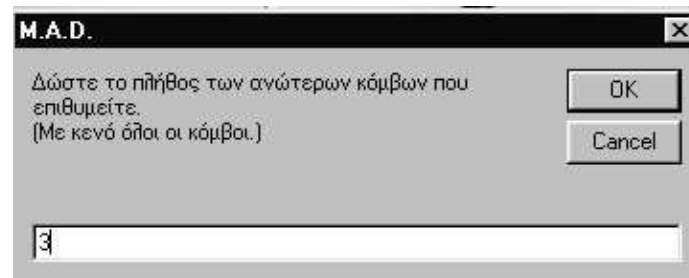 M.A.D.
Δώστε το πλήθος των ανώτερων κόμβων που
επιθυμείτε.
(Με κενό όλοι οι κόμβοι.)
OK
Cancel
3